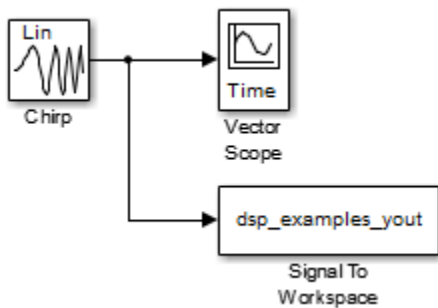 Lin
Chirp
Time
Vector
Scope
dsp_examples_yout
Signal To
Workspace